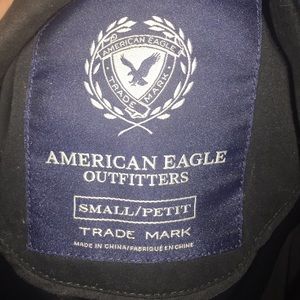 AMERICAN EAGLE
TRADE MARK
AMERICAN EAGLE
OUTFITTERS
SMALL/PETIT
TRADE MARK
MADE IN CHINA/FABRIQUÉ EN CHINE